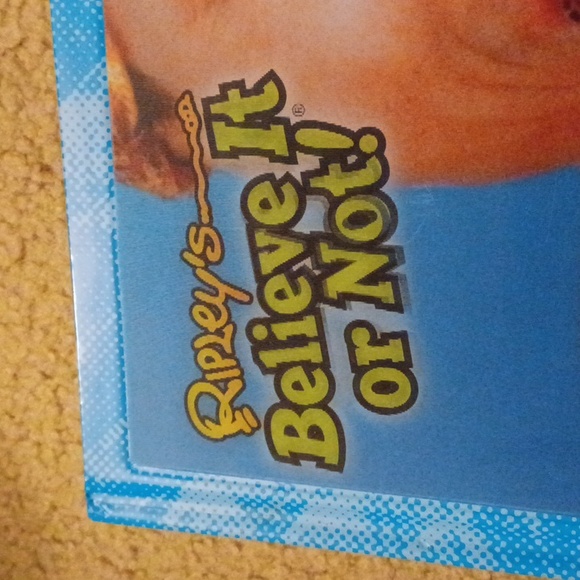 RIPLEY'S
Believe It
or Not!
®